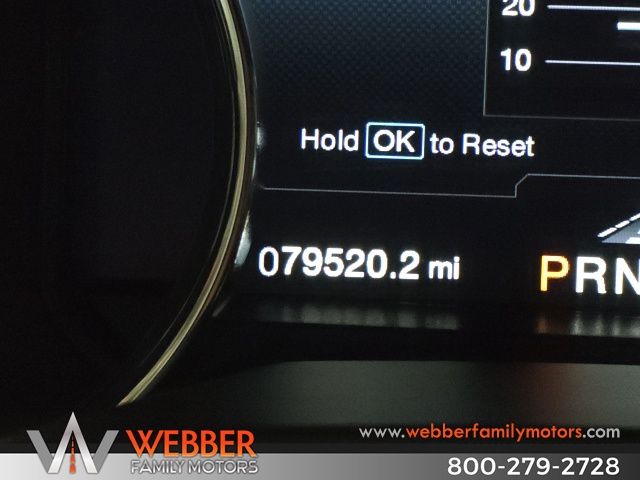 20
10
Hold OK to Reset
079520.2 mi
PRN
WEBBER
FAMILY MOTORS
www.webberfamilymotors.com
800-279-2728